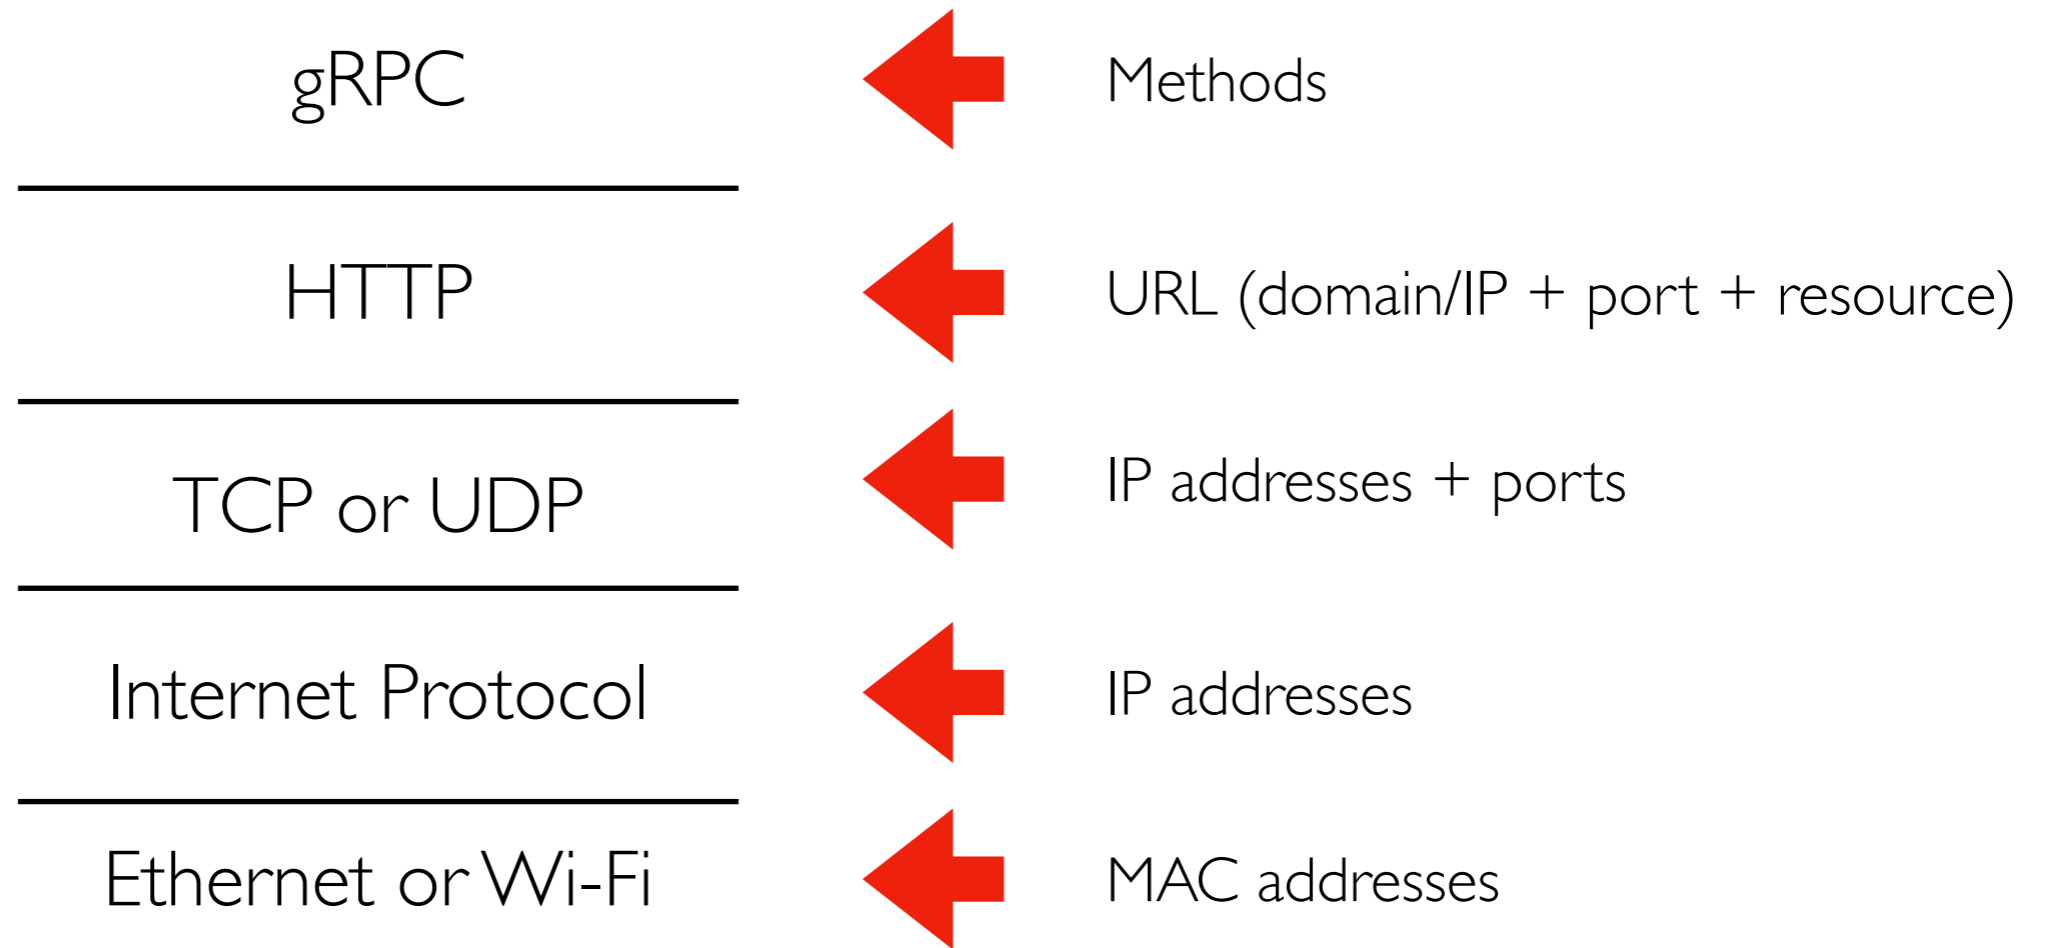 gRPC
Methods
HTTP
URL (domain/IP + port + resource)
TCP or UDP
IP addresses + ports
Internet Protocol
IP addresses
Ethernet or Wi-Fi
MAC addresses